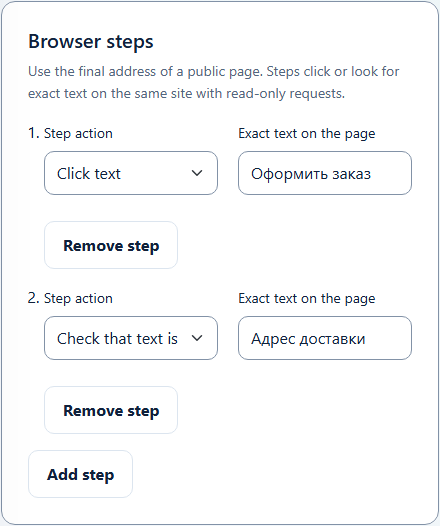 Browser steps
Use the final address of a public page. Steps click or look for
exact text on the same site with read-only requests.
1. Step action
Exact text on the page
Click text
Оформить заказ
Remove step
2. Step action
Exact text on the page
Check that text is
Адрес доставки
Remove step
Add step